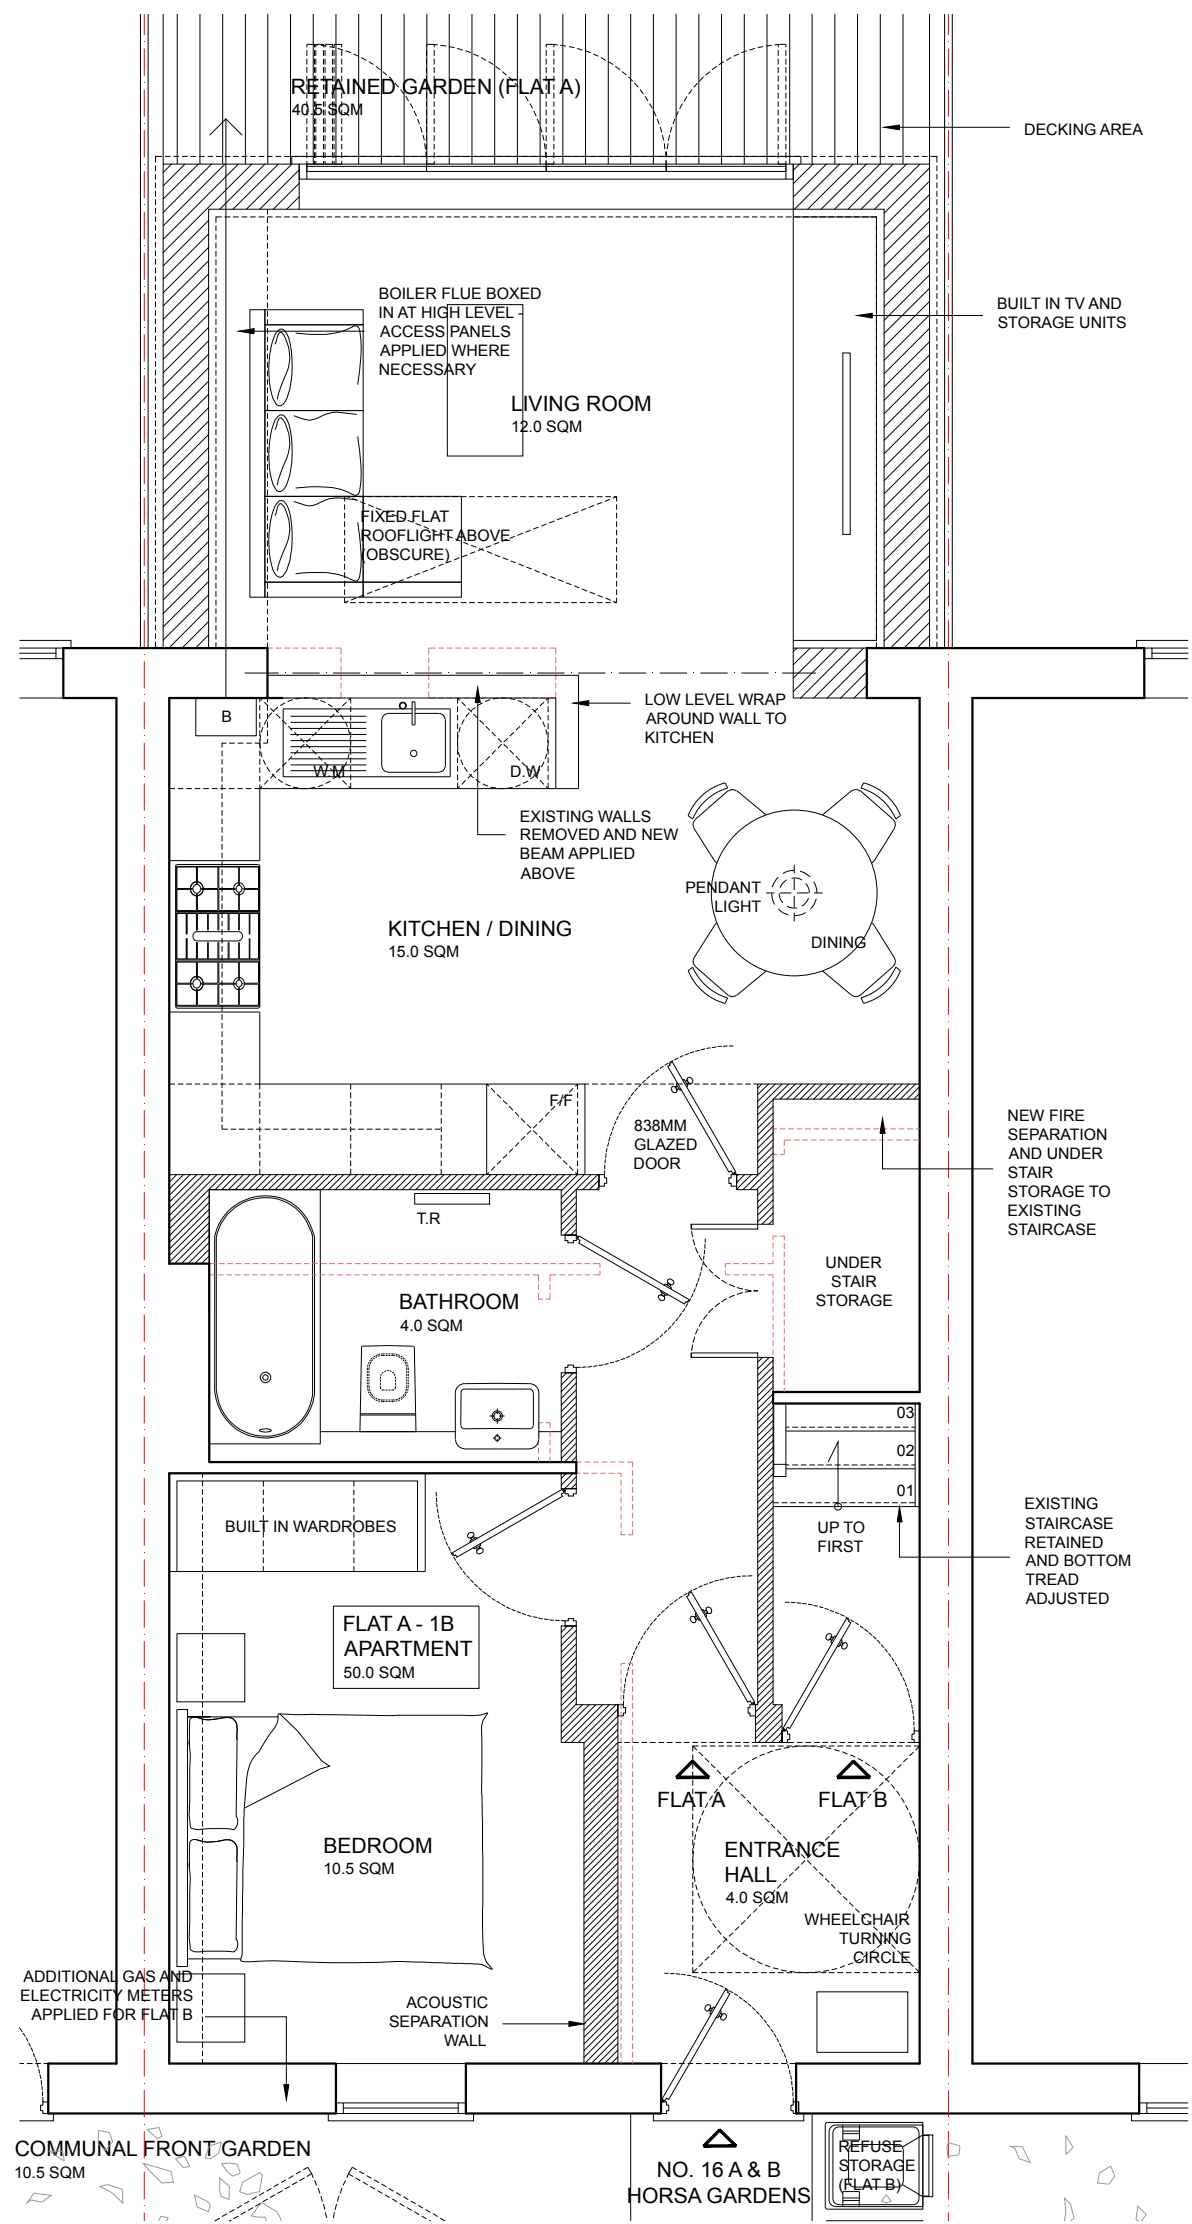 RETAINED GARDEN (FLAT A)
40.5 SQM
DECKING AREA
BOILER FLUE BOXED
IN AT HIGH LEVEL -
ACCESS PANELS
APPLIED WHERE
NECESSARY
BUILT IN TV AND
STORAGE UNITS
LIVING ROOM
12.0 SQM
FIXED FLAT
ROOFLIGHT ABOVE
(OBSCURE)
B
W.M
D.W
LOW LEVEL WRAP
AROUND WALL TO
KITCHEN
EXISTING WALLS
REMOVED AND NEW
BEAM APPLIED
ABOVE
PENDANT
LIGHT
DINING
KITCHEN / DINING
15.0 SQM
F/F
838MM
GLAZED
DOOR
NEW FIRE
SEPARATION
AND UNDER
STAIR
STORAGE TO
EXISTING
STAIRCASE
T.R
BATHROOM
4.0 SQM
UNDER
STAIR
STORAGE
03
02
01
UP TO
FIRST
EXISTING
STAIRCASE
RETAINED
AND BOTTOM
TREAD
ADJUSTED
BUILT IN WARDROBES
FLAT A - 1B
APARTMENT
50.0 SQM
FLAT A
FLAT B
BEDROOM
10.5 SQM
ENTRANCE
HALL
4.0 SQM
WHEELCHAIR
TURNING
CIRCLE
ADDITIONAL GAS AND
ELECTRICITY METERS
APPLIED FOR FLAT B
ACOUSTIC
SEPARATION
WALL
COMMUNAL FRONT GARDEN
10.5 SQM
NO. 16 A & B
HORSA GARDENS
REFUSE
STORAGE
(FLAT B)